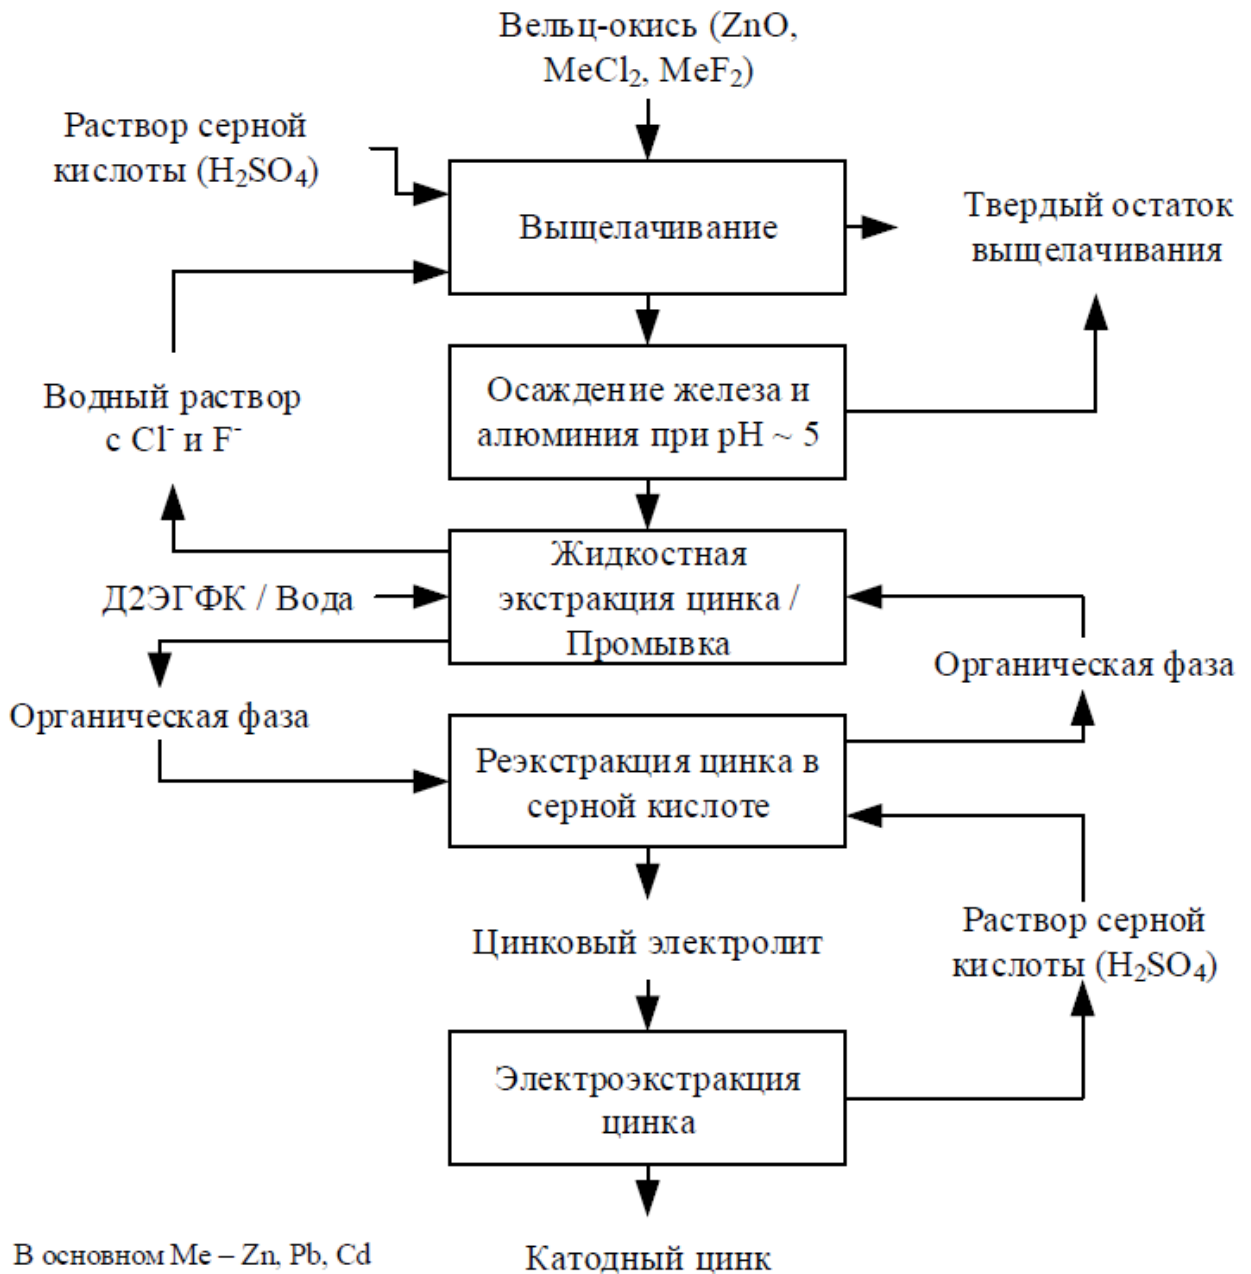 Вельц-окись (ZnO,
MeCl₂, MeF₂)
Раствор серной
кислоты (H₂SO₄)
Выщелачивание
Твердый остаток
выщелачивания
Осаждение железа и
алюминия при pH ~ 5
Водный раствор
с Cl⁻ и F⁻
Жидкостная
экстракция цинка /
Промывка
Д2ЭГФК / Вода
Органическая фаза
Органическая фаза
Реэкстракция цинка в
серной кислоте
Цинковый электролит
Раствор серной
кислоты (H₂SO₄)
Электроэкстракция
цинка
Катодный цинк
В основном Me – Zn, Pb, Cd